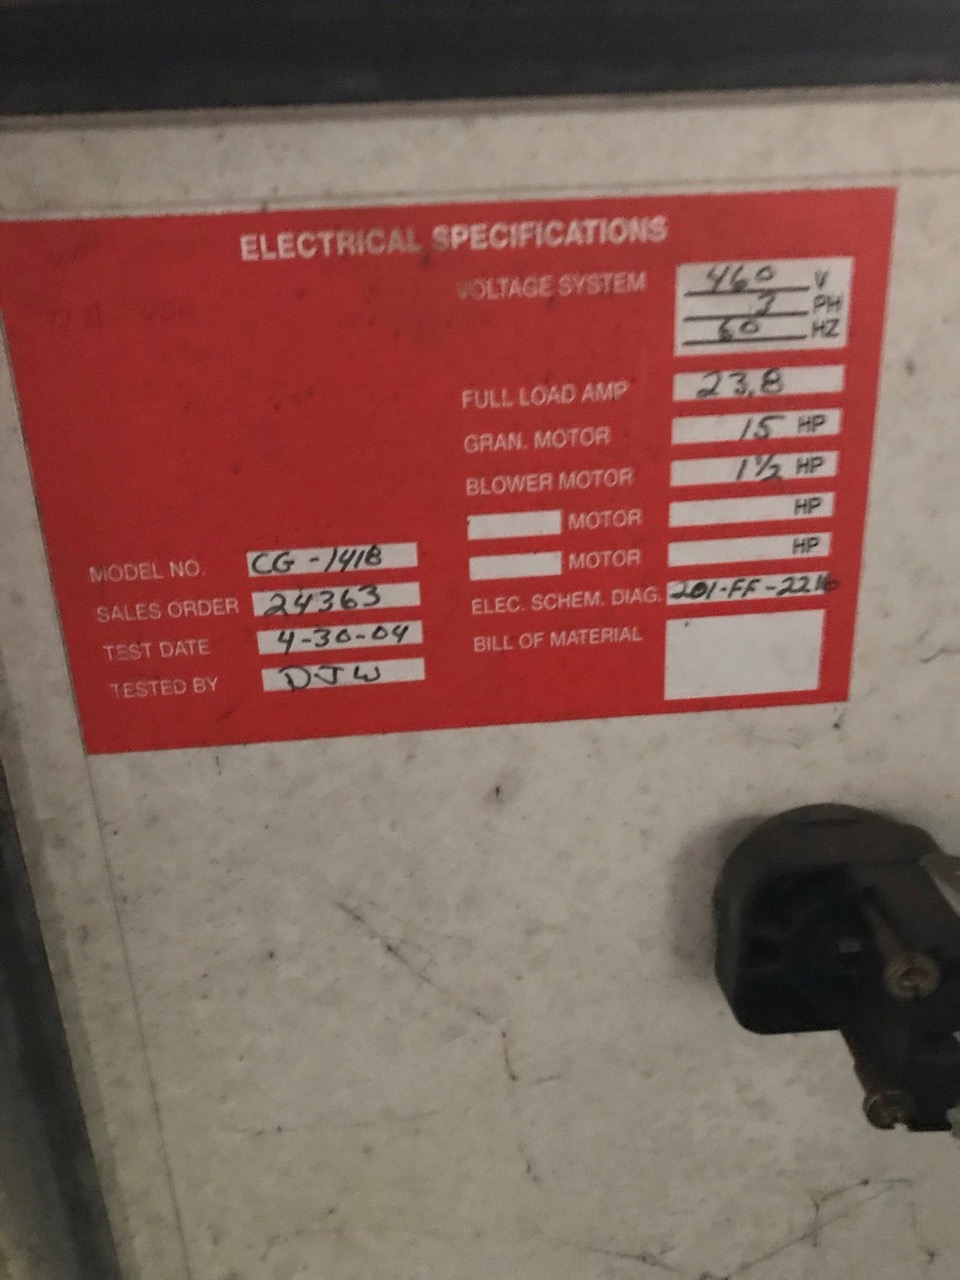 ELECTRICAL SPECIFICATIONS
VOLTAGE SYSTEM 460 V
3 PH
60 HZ
FULL LOAD AMP 23.8
GRAN. MOTOR 15 HP
BLOWER MOTOR 1 1/2 HP
MOTOR HP
MOTOR HP
ELEC. SCHEM. DIAG. 201-FF-2216
BILL OF MATERIAL
MODEL NO. CG-1418
SALES ORDER 24363
TEST DATE 4-30-04
TESTED BY DJW